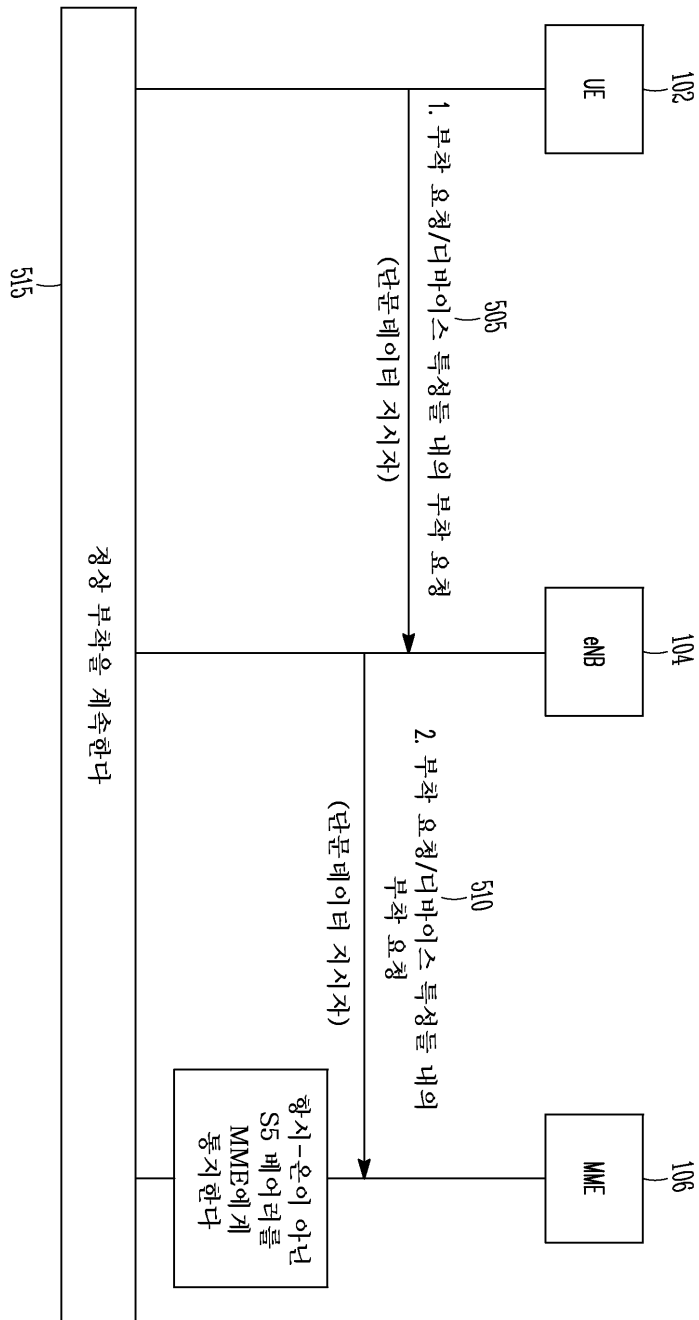 102
104
106
UE
eNB
MME
505
1. 부착 요청/디바이스 특성들 내의 부착 요청
(단문데이터 지시자)
510
2. 부착 요청/디바이스 특성들 내의
부착 요청
(단문데이터 지시자)
항시-온이 아닌
S5 베어러를
MME에게
통지한다
정상 부착을 계속한다
515